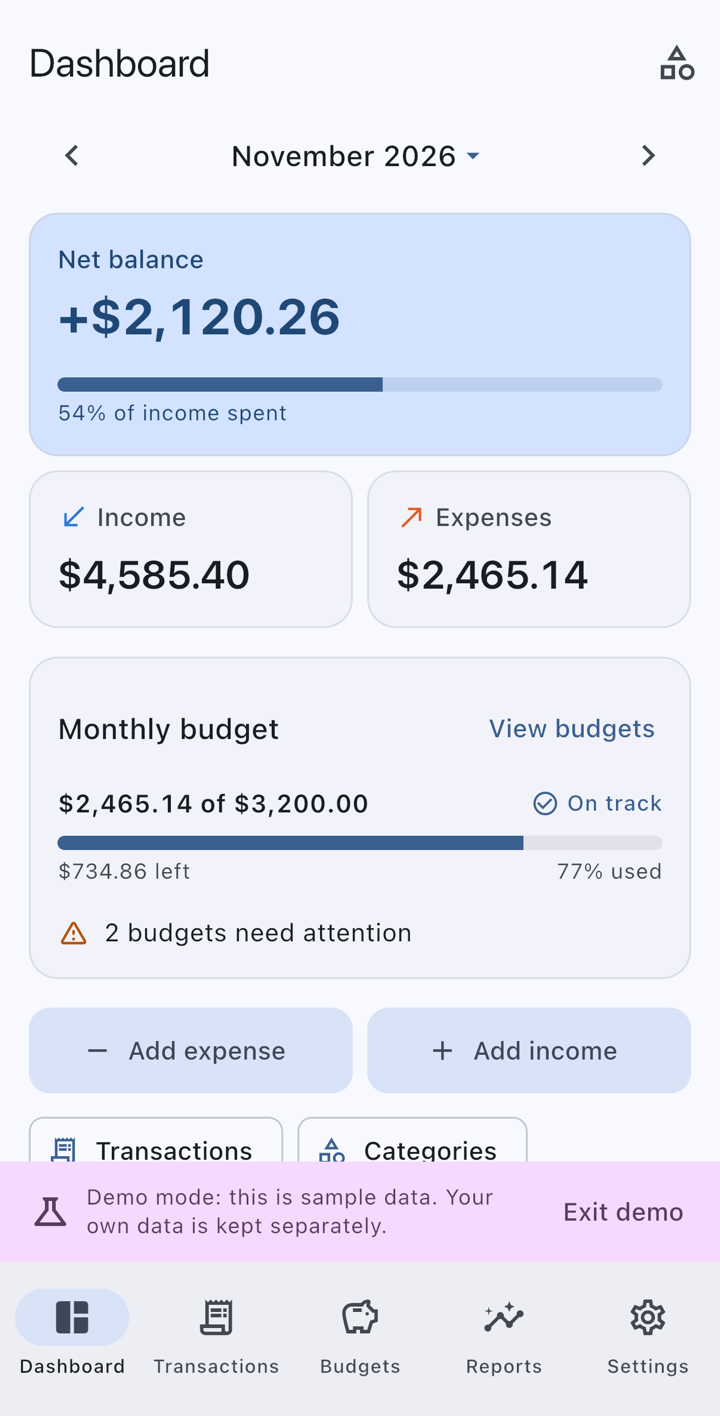 Dashboard
November 2026
Net balance
+$2,120.26
54% of income spent
Income
$4,585.40
Expenses
$2,465.14
Monthly budget
View budgets
$2,465.14 of $3,200.00
On track
$734.86 left
77% used
2 budgets need attention
Add expense
Add income
Transactions
Categories
Demo mode: this is sample data. Your
own data is kept separately.
Exit demo
Dashboard
Transactions
Budgets
Reports
Settings